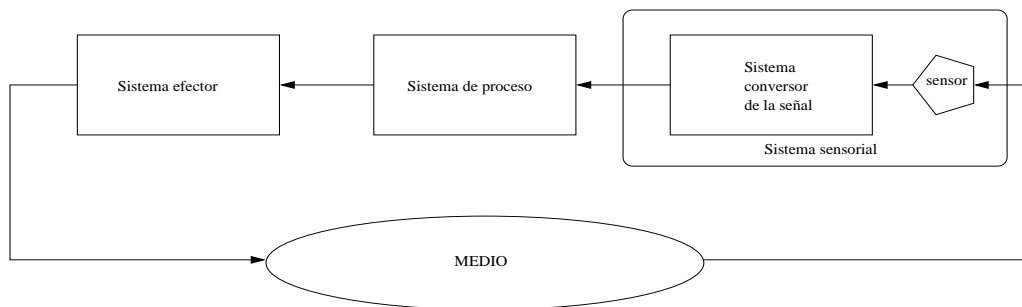 Sistema efector
Sistema de proceso
Sistema
conversor
de la señal
sensor
Sistema sensorial
MEDIO